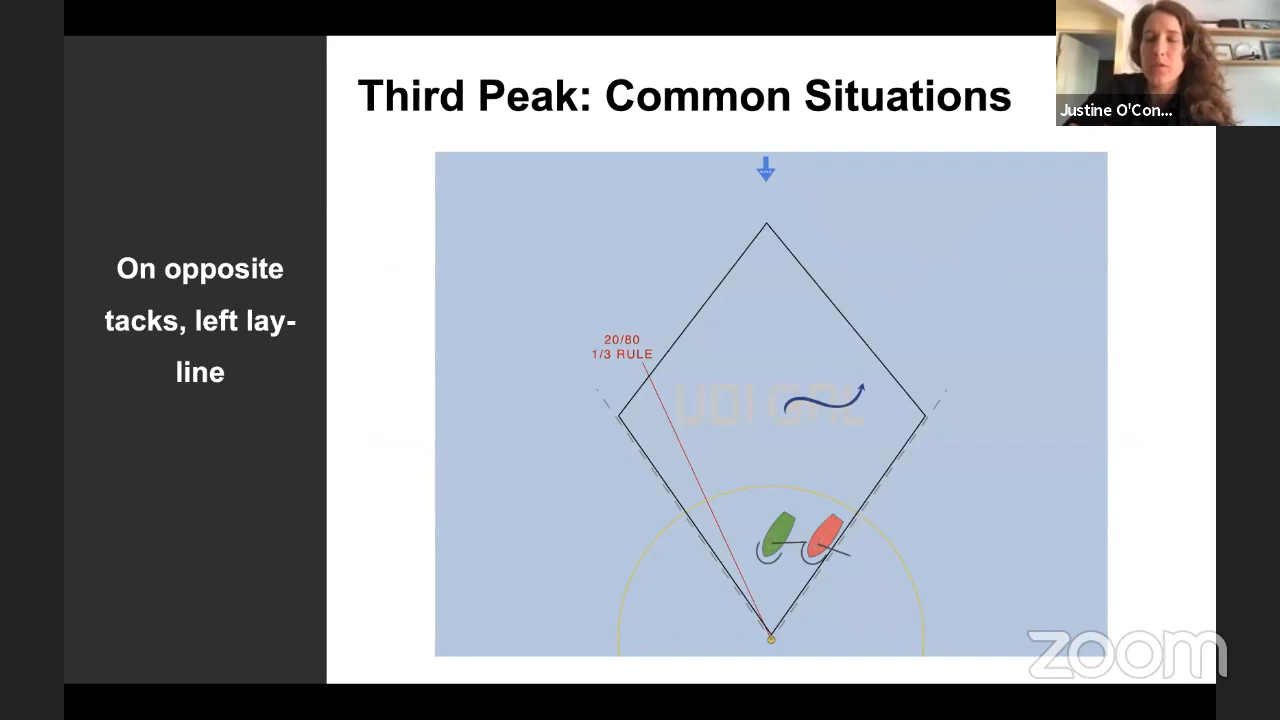 Third Peak: Common Situations
Justine O'Con...
On opposite
tacks, left lay-
line
20/80
1/3 RULE
zoom